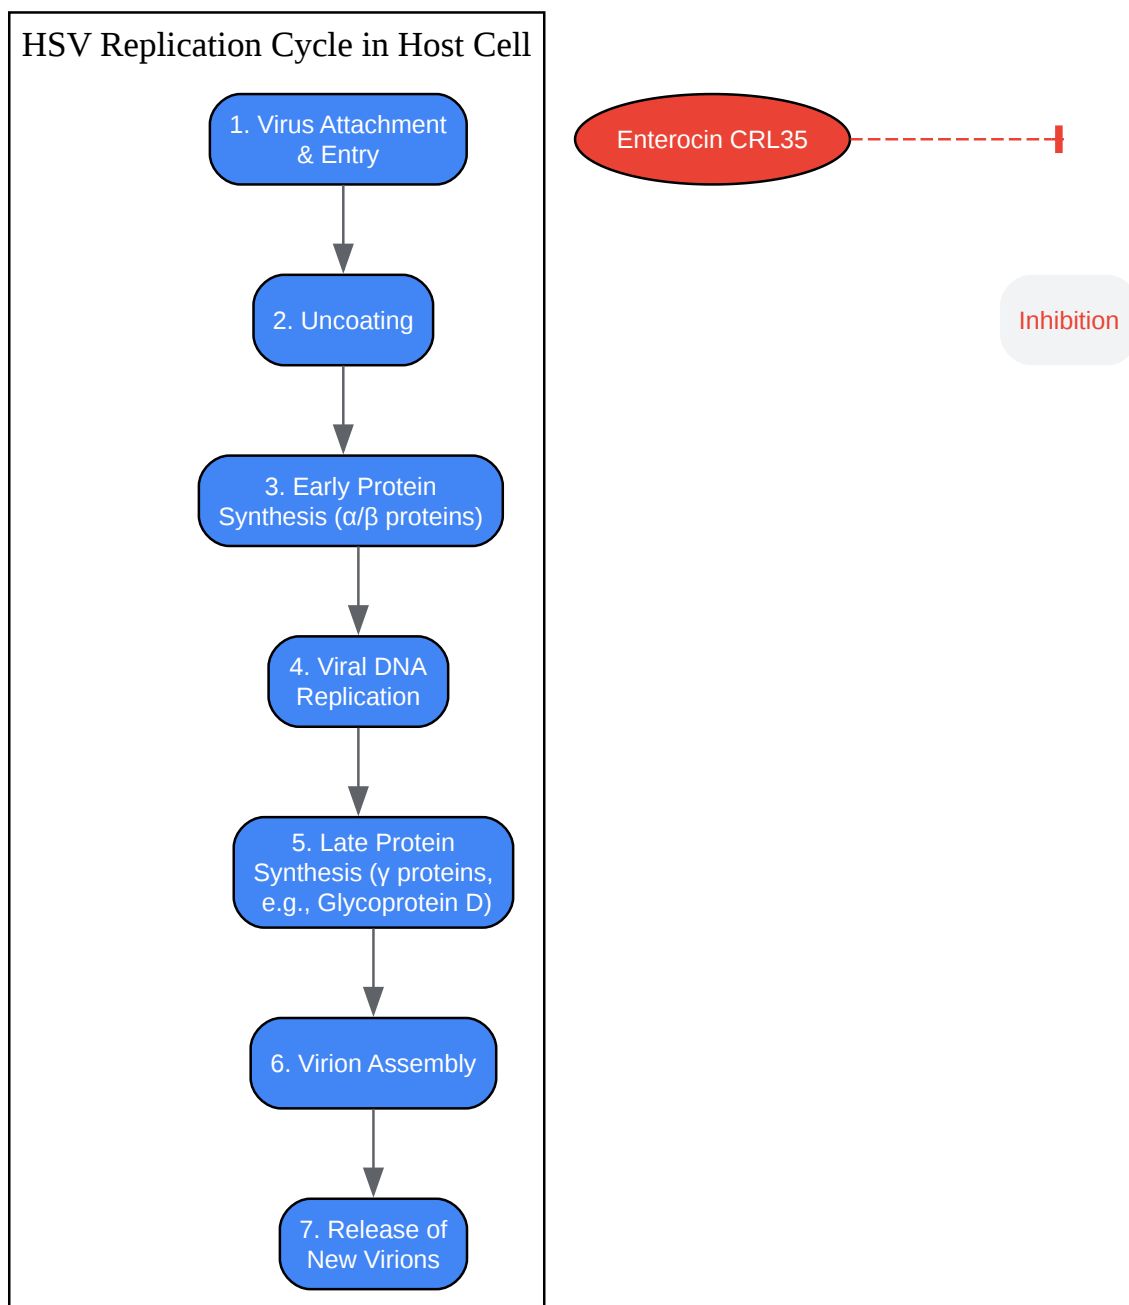 HSV Replication Cycle in Host Cell
1. Virus Attachment
& Entry
Enterocin CRL35
2. Uncoating
Inhibition
3. Early Protein
Synthesis (α/β proteins)
4. Viral DNA
Replication
5. Late Protein
Synthesis (γ proteins,
e.g., Glycoprotein D)
6. Virion Assembly
7. Release of
New Virions